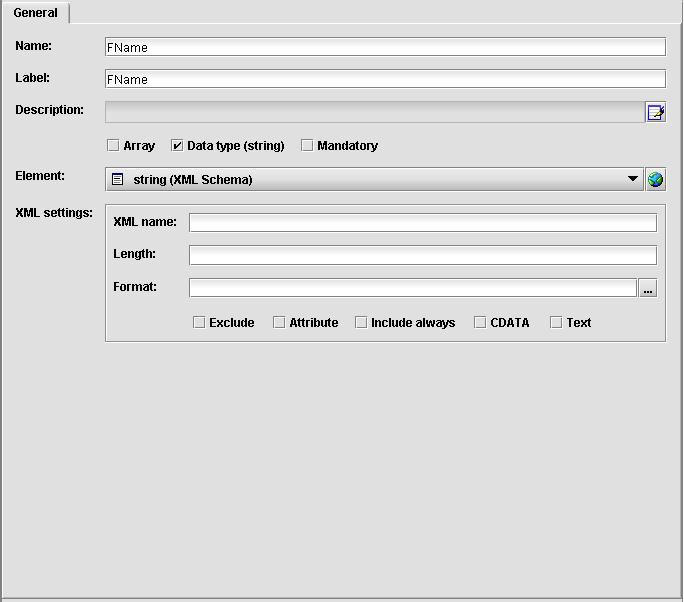 General
Name: FName
Label: FName
Description:
Array Data type (string) Mandatory
Element: string (XML Schema)
XML settings:
XML name:
Length:
Format: ...
Exclude Attribute Include always CDATA Text